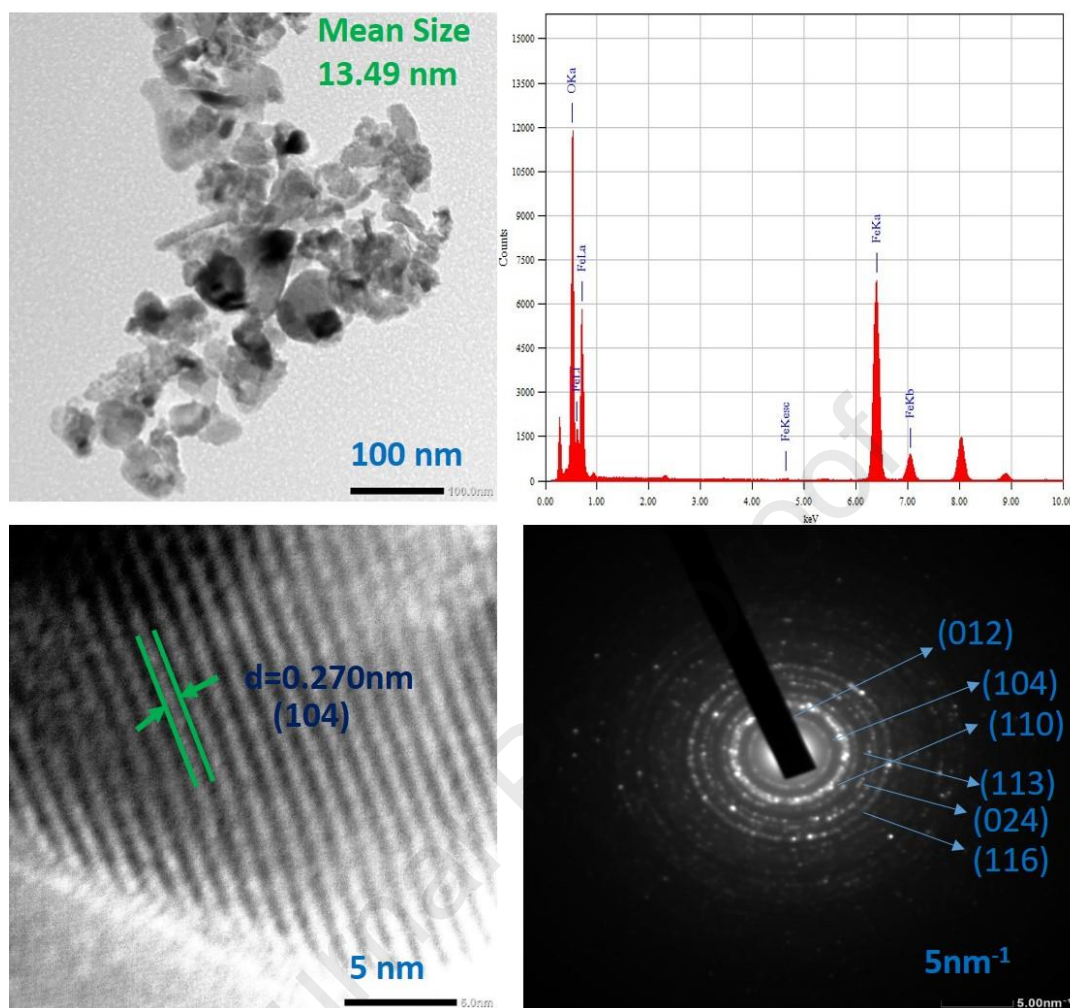 Mean Size
13.49 nm
100 nm
100.0nm
15000
13500
12000
10500
9000
7500
6000
4500
3000
1500
0
Counts
OKa
FeLa
FeLl
FeKesc
FeKa
FeKb
0.00 1.00 2.00 3.00 4.00 5.00 6.00 7.00 8.00 9.00 10.00
keV
d=0.270nm
(104)
5 nm
5.0nm
(012)
(104)
(110)
(113)
(024)
(116)
5nm⁻¹
5.00nm⁻¹